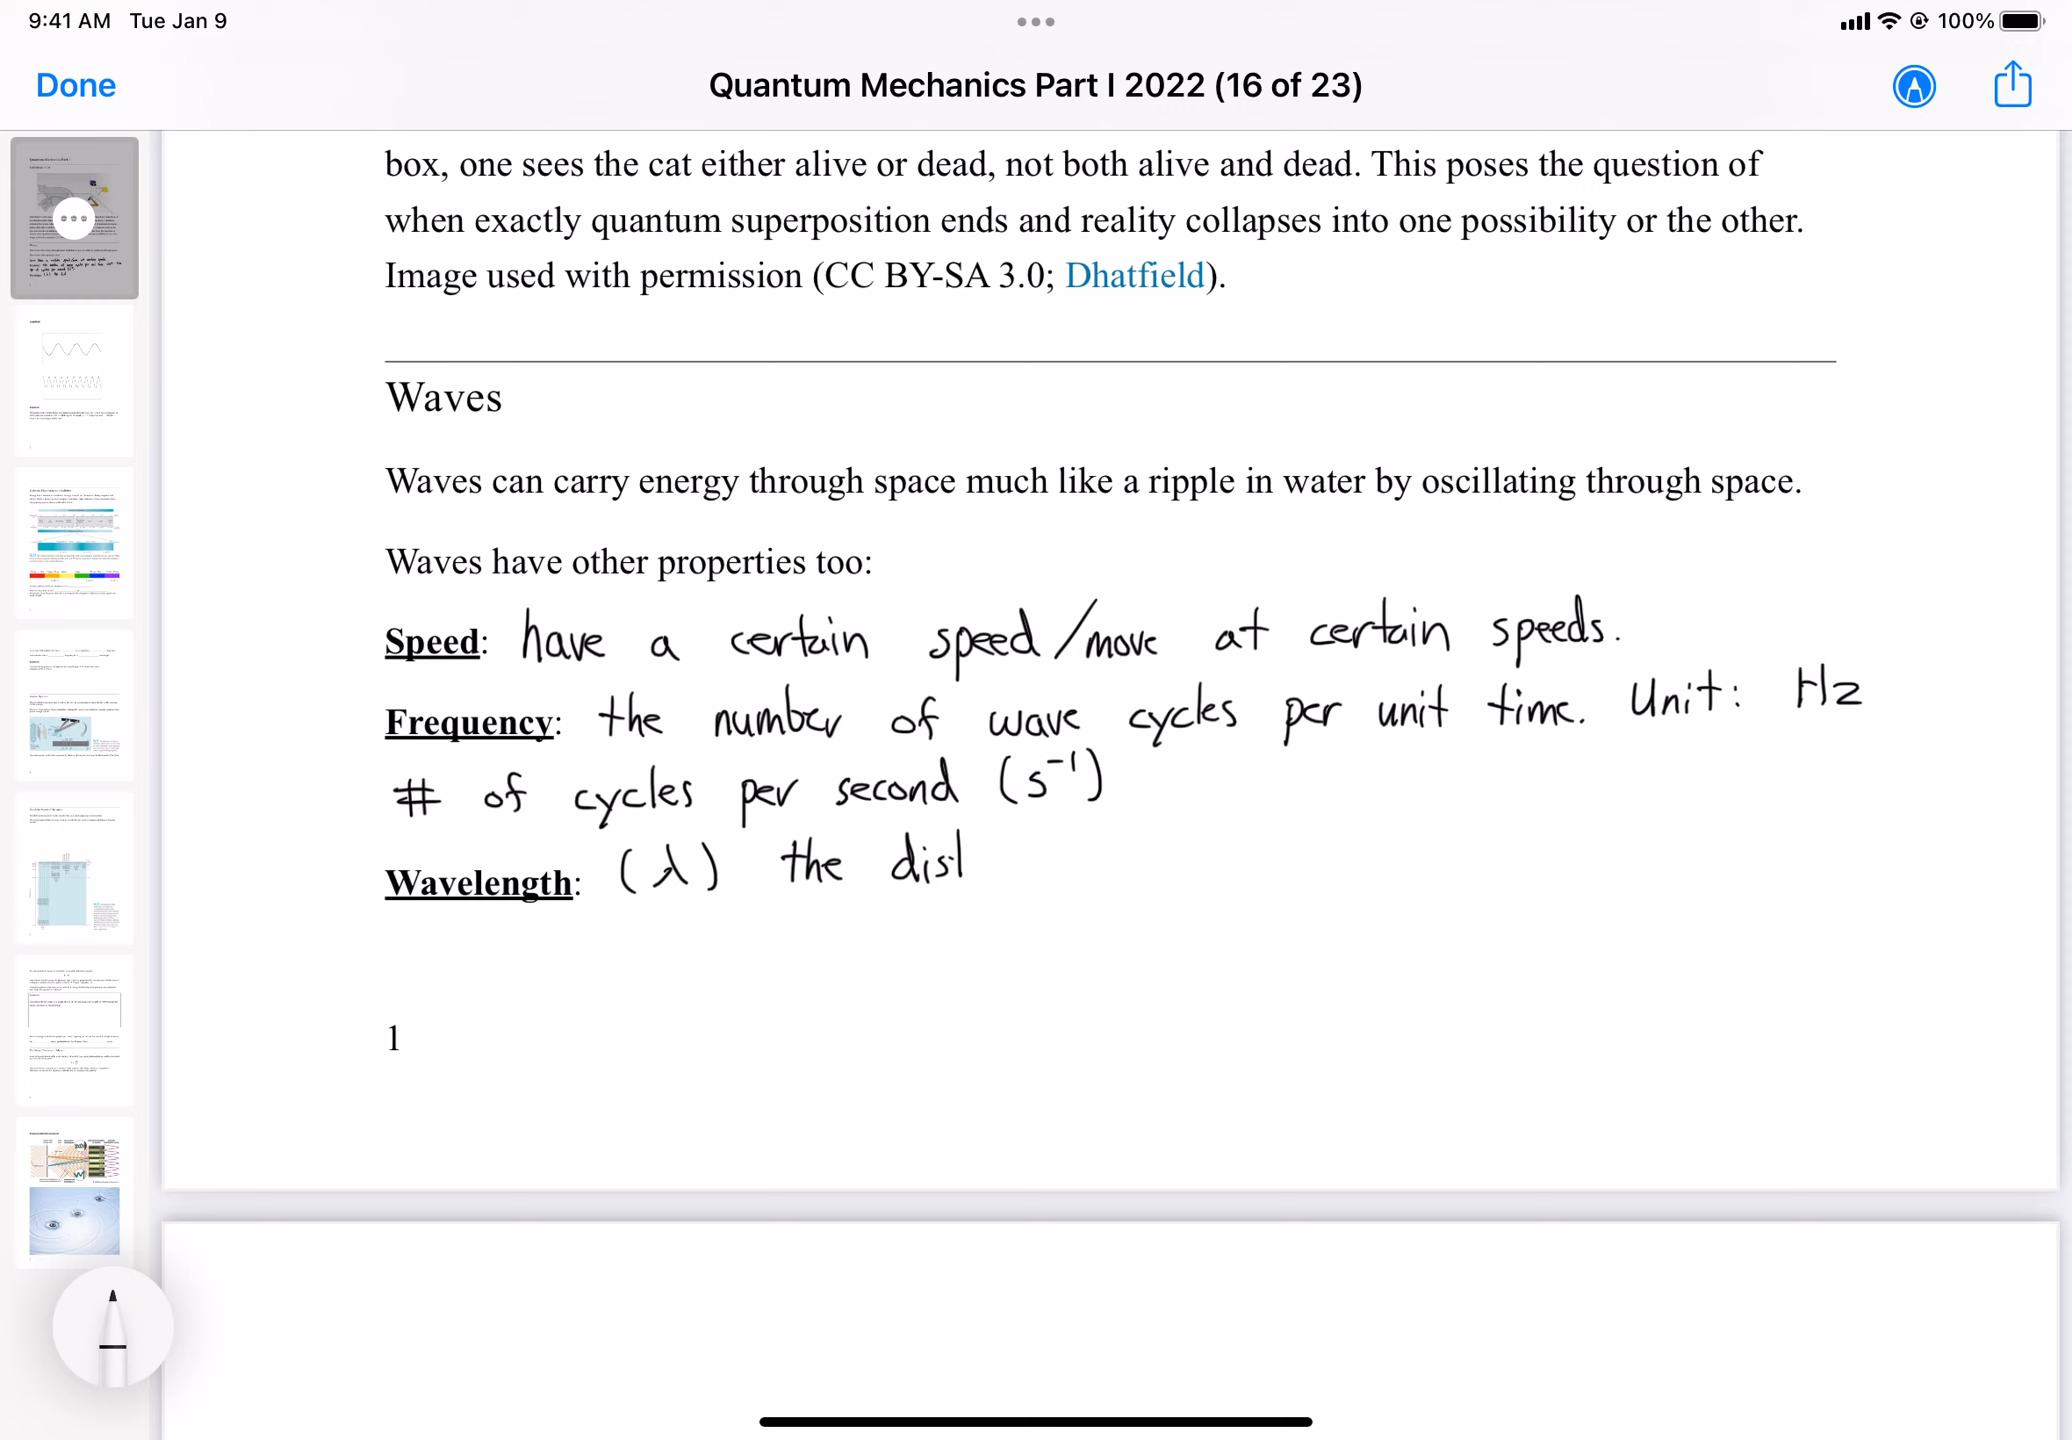 9:41 AM Tue Jan 9
100%
Done
Quantum Mechanics Part I 2022 (16 of 23)
box, one sees the cat either alive or dead, not both alive and dead. This poses the question of
when exactly quantum superposition ends and reality collapses into one possibility or the other.
Image used with permission (CC BY-SA 3.0; Dhatfield).
Waves
Waves can carry energy through space much like a ripple in water by oscillating through space.
Waves have other properties too:
Speed: have a certain speed/move at certain speeds.
Frequency: the number of wave cycles per unit time. Unit: Hz
# of cycles per second (s⁻¹)
Wavelength: (λ) the dist
1